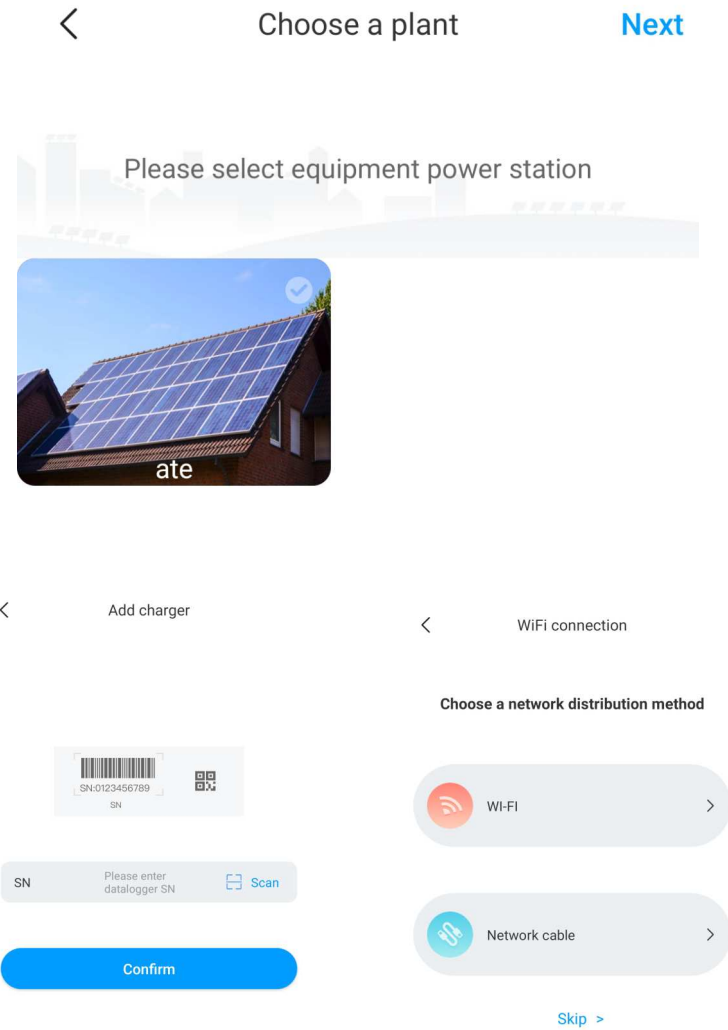 Choose a plant
Next
Please select equipment power station
ate
Add charger
SN:0123456789
SN
SN
Please enter
datalogger SN
Scan
Confirm
WiFi connection
Choose a network distribution method
WI-FI
Network cable
Skip >